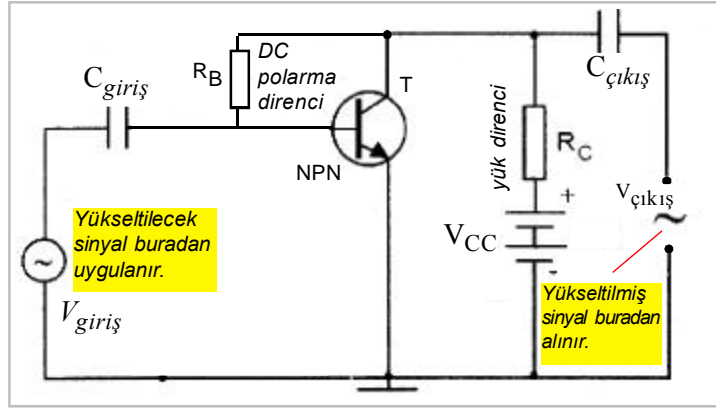 DC
polarma
direnci
R_B
C_giriş
T
C_çıkış
NPN
yük direnci
R_C
+
V_CC
-
V_çıkış
~
Yükseltilecek
sinyal buradan
uygulanır.
~
V_giriş
Yükseltilmiş
sinyal buradan
alınır.